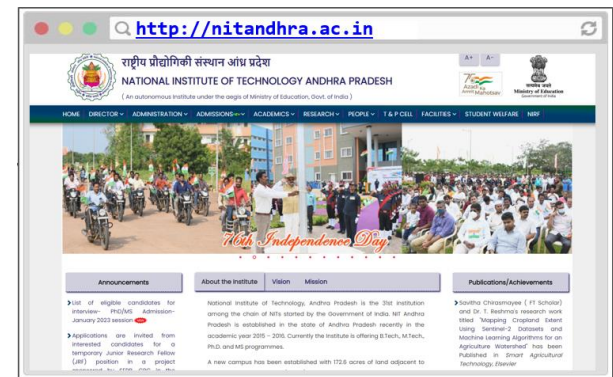 http://nitandhra.ac.in
राष्ट्रीय प्रौद्योगिकी संस्थान आंध्र प्रदेश
A+ A-
NATIONAL INSTITUTE OF TECHNOLOGY ANDHRA PRADESH
( An autonomous Institute under the aegis of Ministry of Education, Govt. of India )
Azadi Ka
Amrit Mahotsav
Ministry of Education
Government of India
HOME DIRECTOR ADMINISTRATION ADMISSIONS ACADEMICS RESEARCH PEOPLE T & P CELL FACILITIES STUDENT WELFARE NIRF
76th Independence Day
Announcements
List of eligible candidates for
interview- PhD/MS Admission-
January 2023 session
Applications are invited from
interested candidates for a
temporary Junior Research Fellow
(JRF) position in a project
About the Institute Vision Mission
National Institute of Technology, Andhra Pradesh is the 31st institution
among the chain of NITs started by the Government of India. NIT Andhra
Pradesh is established in the state of Andhra Pradesh recently in the
academic year 2015 - 2016. Currently the Institute is offering B.Tech., M.Tech.,
Ph.D. and MS programmes.
A new campus has been established with 172.6 acres of land adjacent to
Publications/Achievements
Savitha Chirasmayee ( FT Scholar)
and Dr. T. Reshma's research work
titled "Mapping Cropland Extent
Using Sentinel-2 Datasets and
Machine Learning Algorithms for an
Agriculture Watershed" has been
Published in Smart Agricultural
Technology, Elsevier